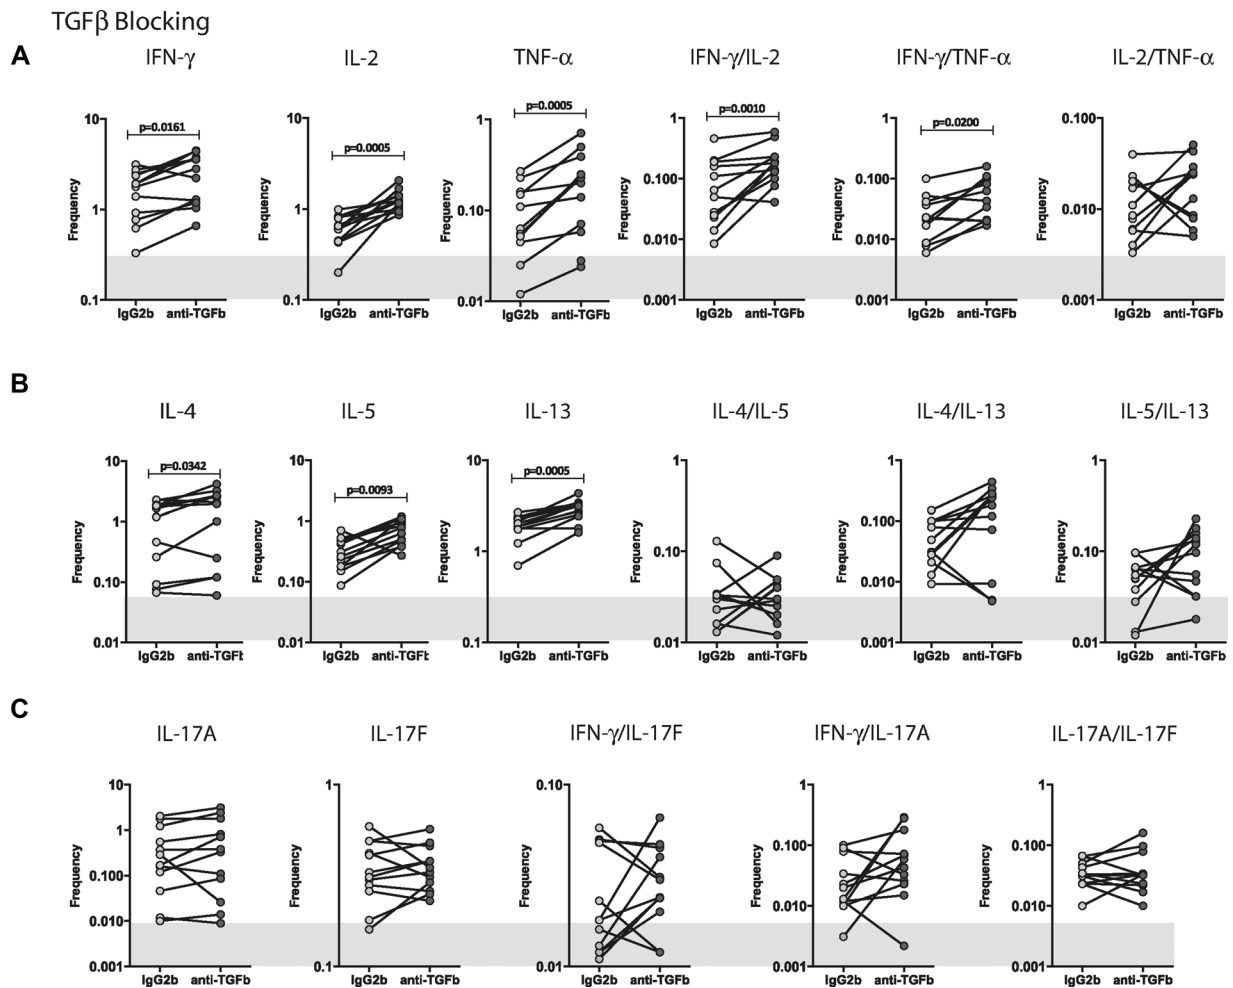 TGFβ Blocking
A
IFN-γ IL-2 TNF-α IFN-γ/IL-2 IFN-γ/TNF-α IL-2/TNF-α
p=0.0161 p=0.0005 p=0.0005 p=0.0010 p=0.0200
Frequency Frequency Frequency Frequency Frequency Frequency
10 10 1 1 1 0.100
1 1 0.10 0.100 0.100 0.010
0.010 0.010
0.1 0.1 0.01 0.001 0.001 0.001
IgG2b anti-TGFb IgG2b anti-TGFb IgG2b anti-TGFb IgG2b anti-TGFb IgG2b anti-TGFb IgG2b anti-TGFb
B
IL-4 IL-5 IL-13 IL-4/IL-5 IL-4/IL-13 IL-5/IL-13
p=0.0342 p=0.0093 p=0.0005
Frequency Frequency Frequency Frequency Frequency Frequency
10 10 10 1 1 1
1 1 1 0.10 0.100 0.10
0.10 0.10 0.010
0.01 0.01 0.1 0.01 0.001 0.01
IgG2b anti-TGFb IgG2b anti-TGFb IgG2b anti-TGFb IgG2b anti-TGFb IgG2b anti-TGFb IgG2b anti-TGFb
C
IL-17A IL-17F IFN-γ/IL-17F IFN-γ/IL-17A IL-17A/IL-17F
Frequency Frequency Frequency Frequency Frequency
10 1 0.10 1 1
1
0.100 0.100 0.100
0.010 0.010 0.010
0.001 0.1 0.01 0.001 0.001
IgG2b anti-TGFb IgG2b anti-TGFb IgG2b anti-TGFb IgG2b anti-TGFb IgG2b anti-TGFb